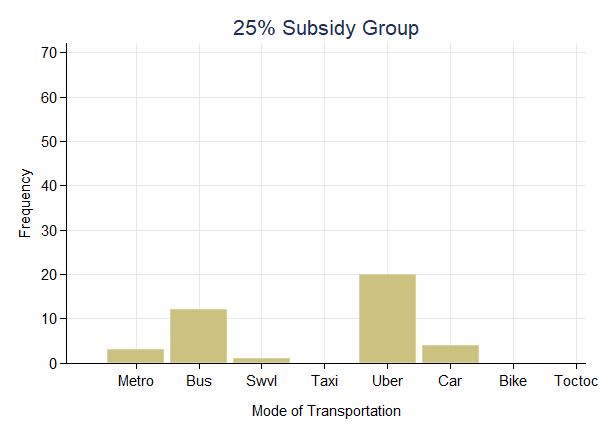 25% Subsidy Group
70
60
50
40
30
20
10
0
Frequency
Metro Bus Swvl Taxi Uber Car Bike Toctoc
Mode of Transportation